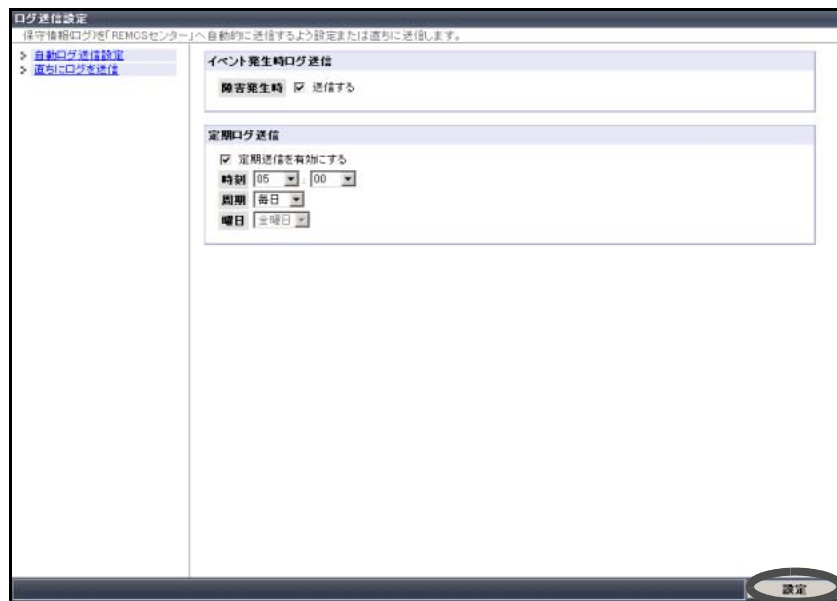 ログ送信設定
保守情報(ログ)を「REMCSセンター」へ自動的に送信するよう設定または直ちに送信します。
> 自動ログ送信設定
> 直ちにログを送信
イベント発生時ログ送信
障害発生時 送信する
定期ログ送信
定期送信を有効にする
時刻 05 : 00
周期 毎日
曜日 金曜日
設定